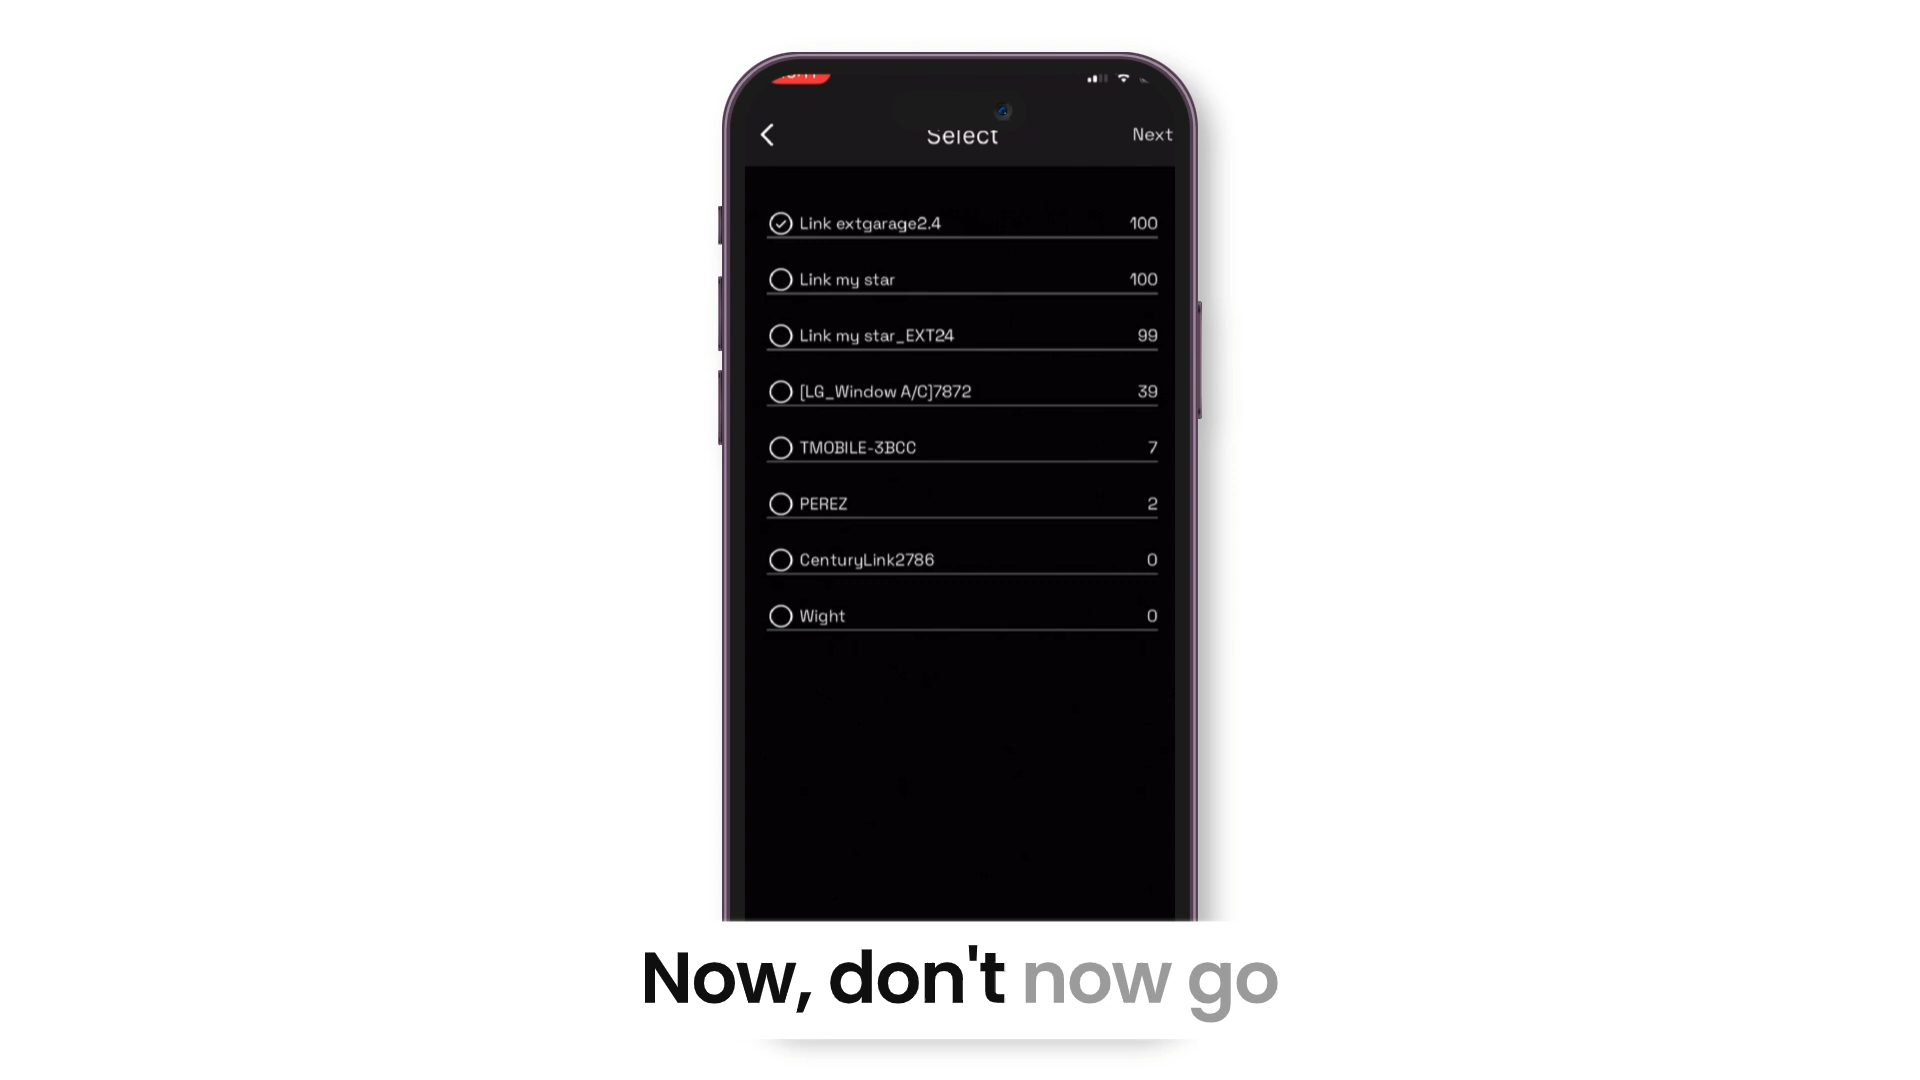 Select
Next
Link extgarage2.4 100
Link my star 100
Link my star_EXT24 99
[LG_Window A/C]7872 39
TMOBILE-3BCC 7
PEREZ 2
CenturyLink2786 0
Wight 0
Now, don't now go